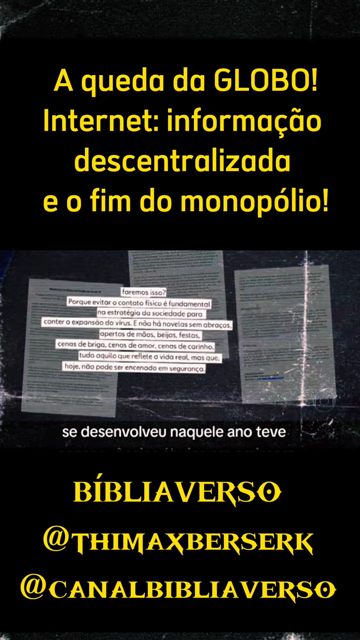 A queda da GLOBO!
Internet: informação
descentralizada
e o fim do monopólio!
faremos isso?
Porque evitar o contato físico é fundamental
na estratégia da sociedade para
conter a expansão do vírus. E não há novelas sem abraços,
apertos de mãos, beijos, festas,
cenas de briga, cenas de amor, cenas de carinho,
tudo aquilo que reflete a vida real, mas que,
hoje, não pode ser encenado em segurança.
se desenvolveu naquele ano teve
BÍBLIAVERSO
@THIMAXBERSERK
@CANALBIBLIAVERSO